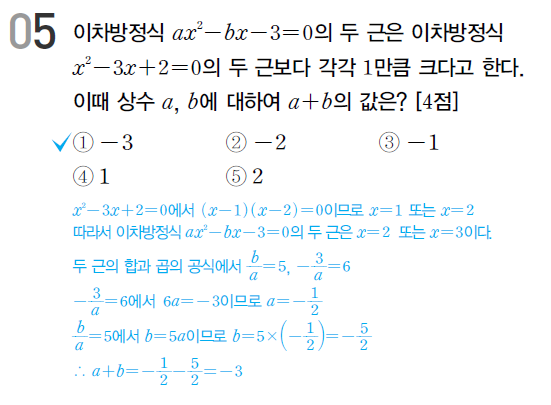 05 이차방정식 ax²-bx-3=0의 두 근은 이차방정식
x²-3x+2=0의 두 근보다 각각 1만큼 크다고 한다.
이때 상수 a, b에 대하여 a+b의 값은? [4점]
✓① -3 ② -2 ③ -1
④ 1 ⑤ 2
x²-3x+2=0에서 (x-1)(x-2)=0이므로 x=1 또는 x=2
따라서 이차방정식 ax²-bx-3=0의 두 근은 x=2 또는 x=3이다.
두 근의 합과 곱의 공식에서 b/a=5, -3/a=6
-3/a=6에서 6a=-3이므로 a=-1/2
b/a=5에서 b=5a이므로 b=5×(-1/2)=-5/2
∴ a+b=-1/2-5/2=-3